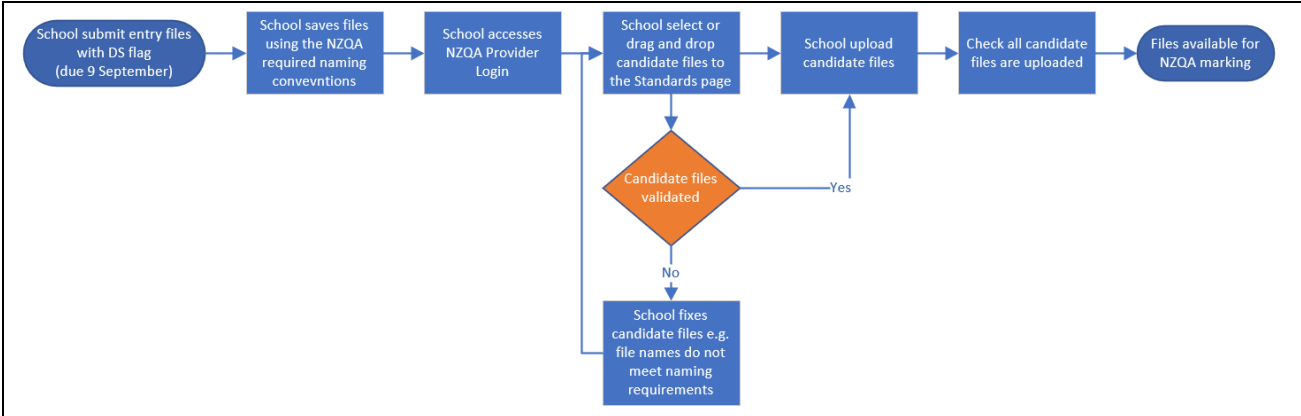 School submit entry files
with DS flag
(due 9 September)
School saves files
using the NZQA
required naming
convevntions
School accesses
NZQA Provider
Login
School select or
drag and drop
candidate files to
the Standards page
School upload
candidate files
Check all candidate
files are uploaded
Files available for
NZQA marking
Candidate files
validated
Yes
No
School fixes
candidate files e.g.
file names do not
meet naming
requirements